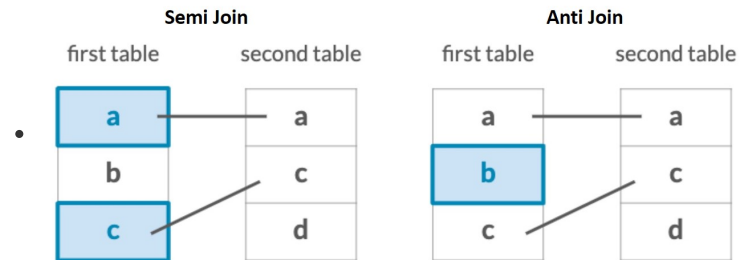 Semi Join
first table second table
a a
b c
c d
Anti Join
first table second table
a a
b c
c d